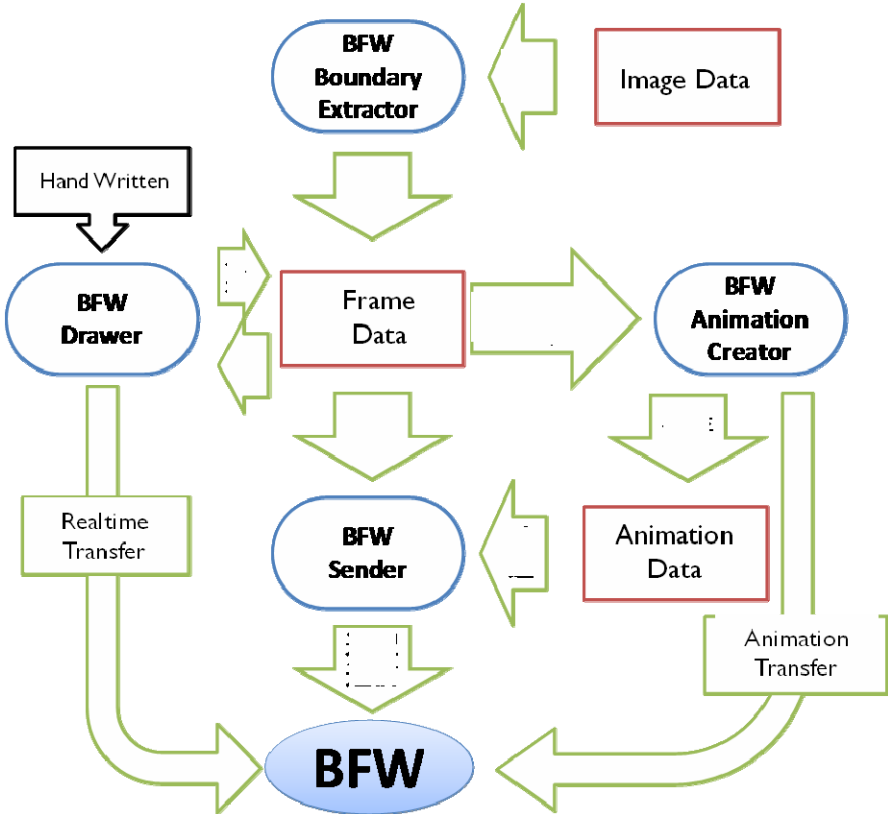 BFW
Boundary
Extractor
Image Data
Hand Written
BFW
Drawer
Frame
Data
BFW
Animation
Creator
Realtime
Transfer
BFW
Sender
Animation
Data
Animation
Transfer
BFW